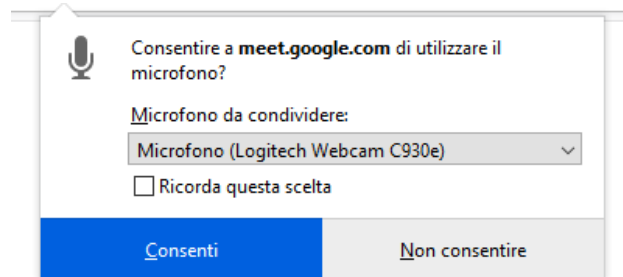 Consentire a meet.google.com di utilizzare il
microfono?
Microfono da condividere:
Microfono (Logitech Webcam C930e)
Ricorda questa scelta
Consenti
Non consentire